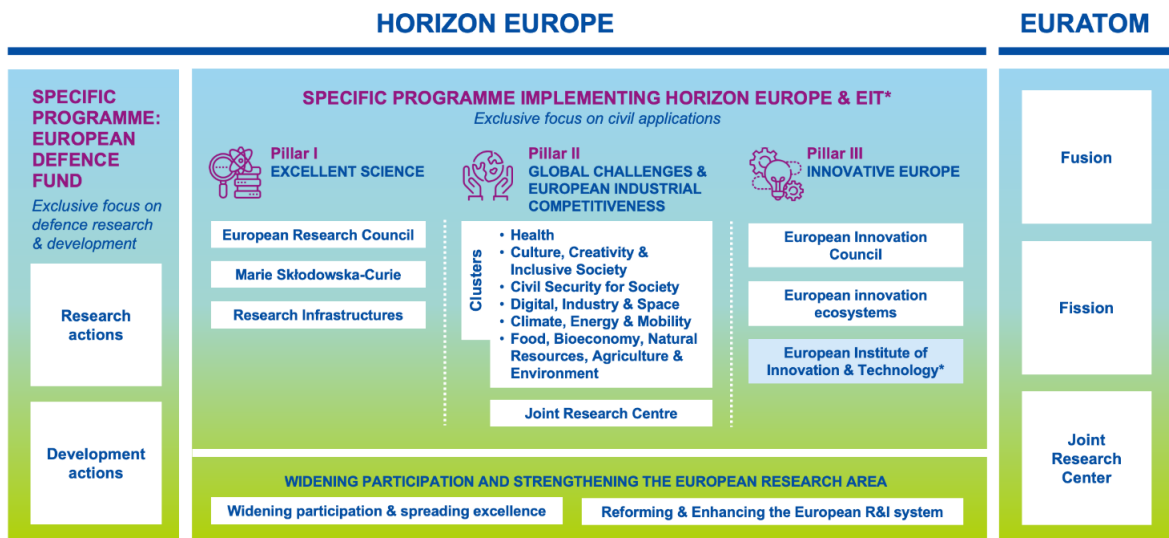 HORIZON EUROPE
EURATOM
SPECIFIC
PROGRAMME:
EUROPEAN
DEFENCE
FUND
Exclusive focus on
defence research
& development
Research
actions
Development
actions
SPECIFIC PROGRAMME IMPLEMENTING HORIZON EUROPE & EIT*
Exclusive focus on civil applications
Pillar I
EXCELLENT SCIENCE
European Research Council
Marie Skłodowska-Curie
Research Infrastructures
Pillar II
GLOBAL CHALLENGES &
EUROPEAN INDUSTRIAL
COMPETITIVENESS
Clusters
• Health
• Culture, Creativity &
Inclusive Society
• Civil Security for Society
• Digital, Industry & Space
• Climate, Energy & Mobility
• Food, Bioeconomy, Natural
Resources, Agriculture &
Environment
Joint Research Centre
Pillar III
INNOVATIVE EUROPE
European Innovation
Council
European innovation
ecosystems
European Institute of
Innovation & Technology*
WIDENING PARTICIPATION AND STRENGTHENING THE EUROPEAN RESEARCH AREA
Widening participation & spreading excellence
Reforming & Enhancing the European R&I system
Fusion
Fission
Joint
Research
Center